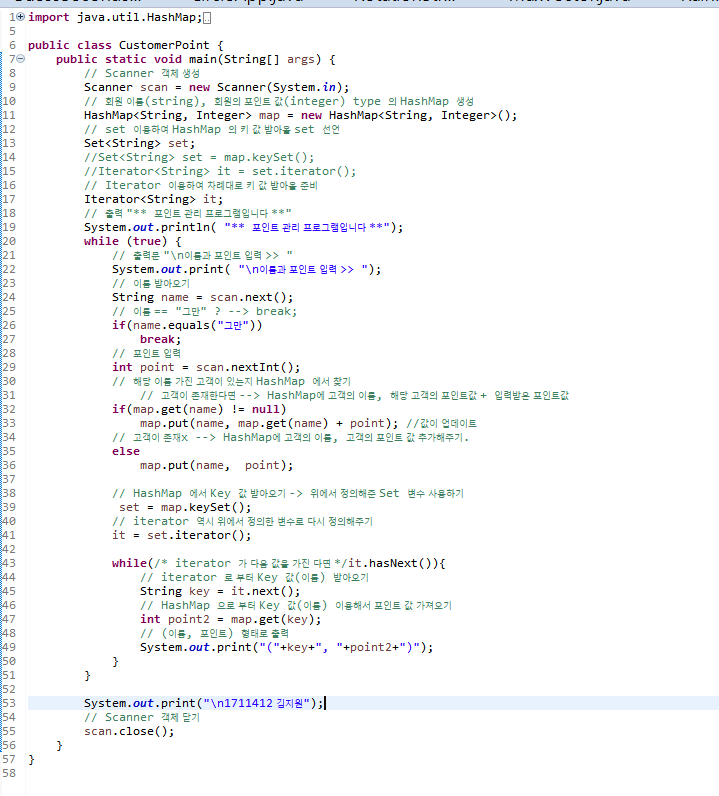 import java.util.HashMap;
public class CustomerPoint {
public static void main(String[] args) {
// Scanner 객체 생성
Scanner scan = new Scanner(System.in);
// 회원 이름(string), 회원의 포인트 값(integer) type 의 HashMap 생성
HashMap<String, Integer> map = new HashMap<String, Integer>();
// set 이용하여 HashMap 의 키 값 받아올 set 선언
Set<String> set;
//Set<String> set = map.keySet();
//Iterator<String> it = set.iterator();
// Iterator 이용하여 차례대로 키 값 받아올 준비
Iterator<String> it;
// 출력 "** 포인트 관리 프로그램입니다 **"
System.out.println( "** 포인트 관리 프로그램입니다 **");
while (true) {
// 출력문 "\n이름과 포인트 입력 >> "
System.out.print( "\n이름과 포인트 입력 >> ");
// 이름 받아오기
String name = scan.next();
// 이름 == "그만" ? --> break;
if(name.equals("그만"))
break;
// 포인트 입력
int point = scan.nextInt();
// 해당 이름 가진 고객이 있는지 HashMap 에서 찾기
// 고객이 존재한다면 --> HashMap에 고객의 이름, 해당 고객의 포인트값 + 입력받은 포인트값
if(map.get(name) != null)
map.put(name, map.get(name) + point); //값이 업데이트
// 고객이 존재x --> HashMap에 고객의 이름, 고객의 포인트 값 추가해주기.
else
map.put(name,  point);
// HashMap 에서 Key 값 받아오기 -> 위에서 정의해준 Set 변수 사용하기
set = map.keySet();
// iterator 역시 위에서 정의한 변수로 다시 정의해주기
it = set.iterator();
while(/* iterator 가 다음 값을 가진 다면 */it.hasNext()){
// iterator 로 부터 Key 값(이름) 받아오기
String key = it.next();
// HashMap 으로 부터 Key 값(이름) 이용해서 포인트 값 가져오기
int point2 = map.get(key);
// (이름, 포인트) 형태로 출력
System.out.print("("+key+", "+point2+")");
}
}
System.out.print("\n1711412 김지원");
// Scanner 객체 닫기
scan.close();
}
}